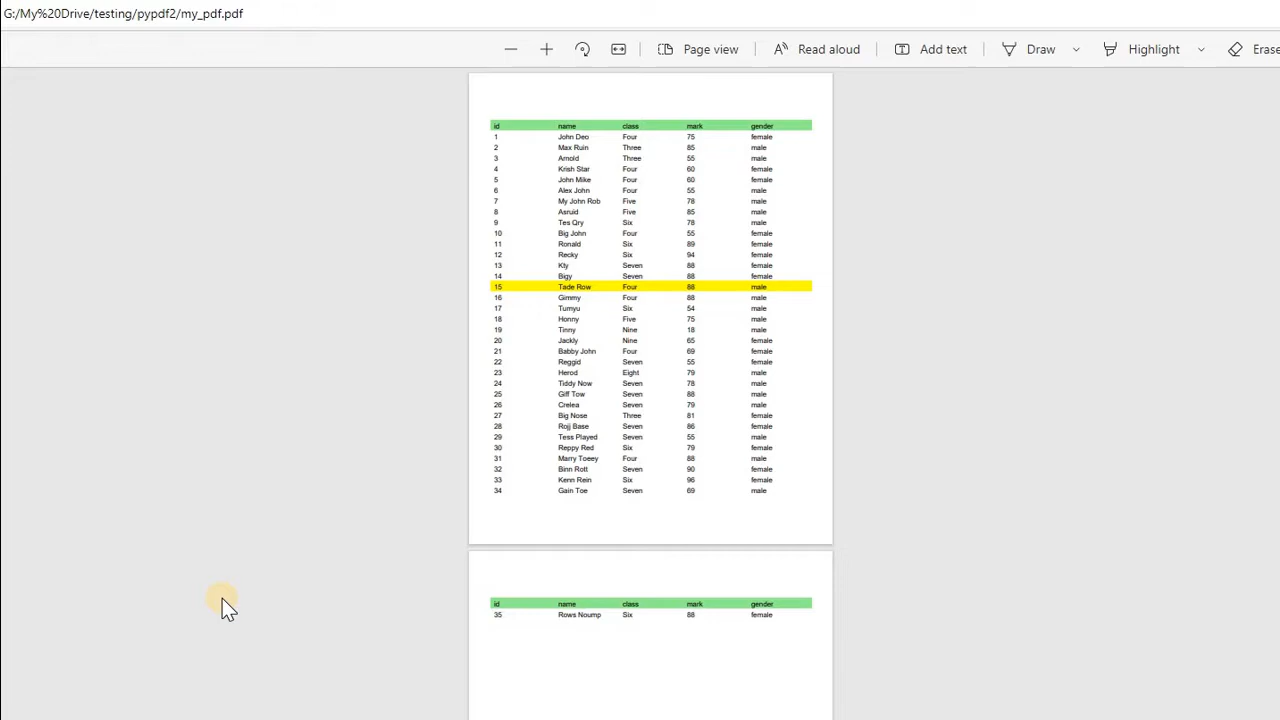 G:/My%20Drive/testing/pypdf2/my_pdf.pdf
Page view Read aloud Add text Draw Highlight Erase
id name class mark gender
1 John Deo Four 75 female
2 Max Ruin Three 85 male
3 Arnold Three 55 male
4 Krish Star Four 60 female
5 John Mike Four 60 female
6 Alex John Four 55 male
7 My John Rob Five 78 male
8 Asruid Five 85 male
9 Tes Qry Six 78 male
10 Big John Four 55 female
11 Ronald Six 89 female
12 Recky Six 94 female
13 Kty Seven 88 female
14 Bigy Seven 88 female
15 Tade Row Four 88 male
16 Gimmy Four 88 male
17 Tumyu Six 54 male
18 Honny Five 75 male
19 Tinny Nine 18 male
20 Jackly Nine 65 female
21 Babby John Four 69 female
22 Reggid Seven 55 female
23 Herod Eight 79 male
24 Tiddy Now Seven 78 male
25 Giff Tow Seven 88 male
26 Crelea Seven 79 male
27 Big Nose Three 81 female
28 Rojj Base Seven 86 female
29 Tess Played Seven 55 male
30 Reppy Red Six 79 female
31 Marry Toeey Four 88 male
32 Binn Rott Seven 90 female
33 Kenn Rein Six 96 female
34 Gain Toe Seven 69 male
id name class mark gender
35 Rows Noump Six 88 female